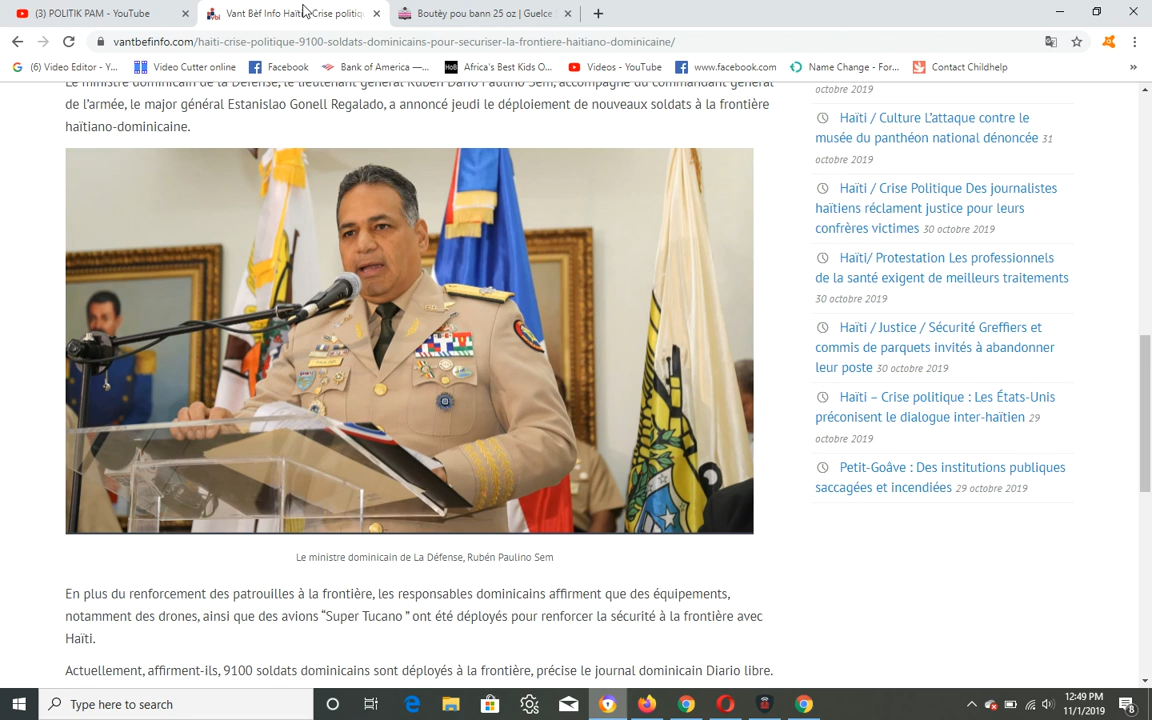 (3) POLITIK PAM - YouTube
Vant Bèf Info Haïti
Crise politiq
Boutèy pou bann 25 oz | Guelce S
vantbefinfo.com/haiti-crise-politique-9100-soldats-dominicains-pour-securiser-la-frontiere-haitiano-dominicaine/
(6) Video Editor - Y...
Video Cutter online
Facebook
Bank of America —...
Africa's Best Kids O...
Videos - YouTube
www.facebook.com
Name Change - For...
Contact Childhelp
»
Le ministre dominicain de la Défense, le lieutenant général Rubén Darío Paulino Sem, accompagné du commandant général
de l'armée, le major général Estanislao Gonell Regalado, a annoncé jeudi le déploiement de nouveaux soldats à la frontière
haïtiano-dominicaine.
Le ministre dominicain de La Défense, Rubén Paulino Sem
En plus du renforcement des patrouilles à la frontière, les responsables dominicains affirment que des équipements,
notamment des drones, ainsi que des avions “Super Tucano ” ont été déployés pour renforcer la sécurité à la frontière avec
Haïti.
Actuellement, affirment-ils, 9100 soldats dominicains sont déployés à la frontière, précise le journal dominicain Diario libre.
octobre 2019
Haïti / Culture L'attaque contre le
musée du panthéon national dénoncée 31
octobre 2019
Haïti / Crise Politique Des journalistes
haïtiens réclament justice pour leurs
confrères victimes 30 octobre 2019
Haïti/ Protestation Les professionnels
de la santé exigent de meilleurs traitements
30 octobre 2019
Haïti / Justice / Sécurité Greffiers et
commis de parquets invités à abandonner
leur poste 30 octobre 2019
Haïti – Crise politique : Les États-Unis
préconisent le dialogue inter-haïtien 29
octobre 2019
Petit-Goâve : Des institutions publiques
saccagées et incendiées 29 octobre 2019
Type here to search
12:49 PM
11/1/2019
8